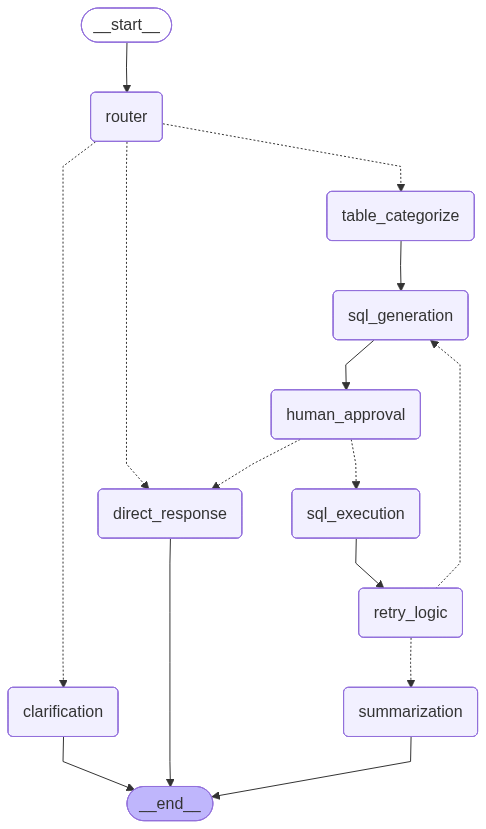 __start__
router
table_categorize
sql_generation
human_approval
direct_response
sql_execution
retry_logic
clarification
summarization
__end__